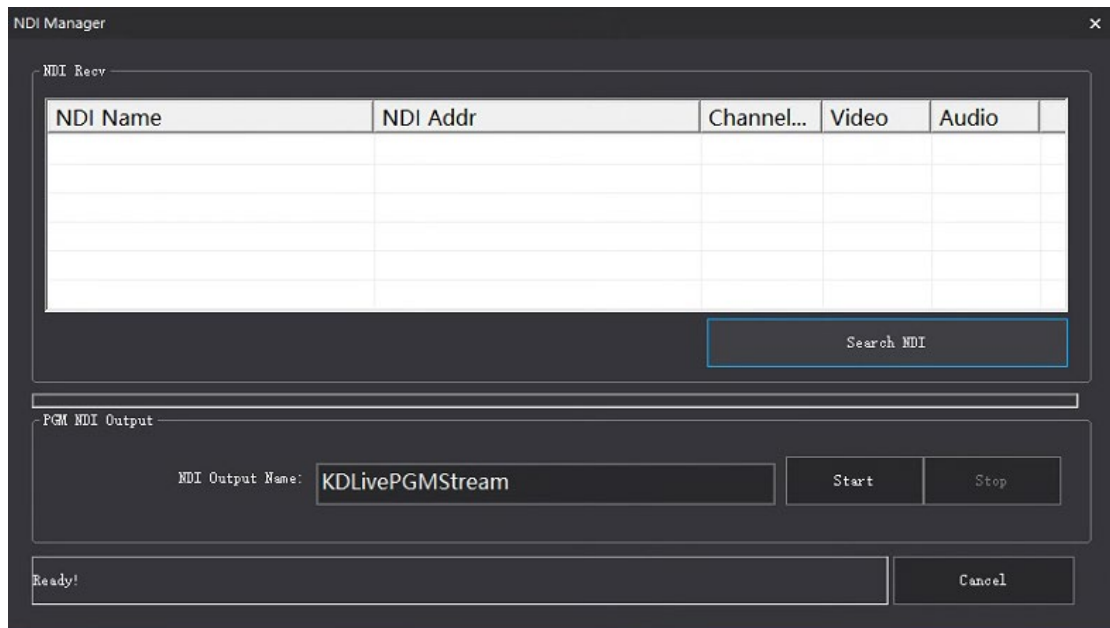 NDI Manager
NDI Recv
NDI Name NDI Addr Channel... Video Audio
Search NDI
PGM NDI Output
NDI Output Name: KDLivePGMStream Start Stop
Ready! Cancel